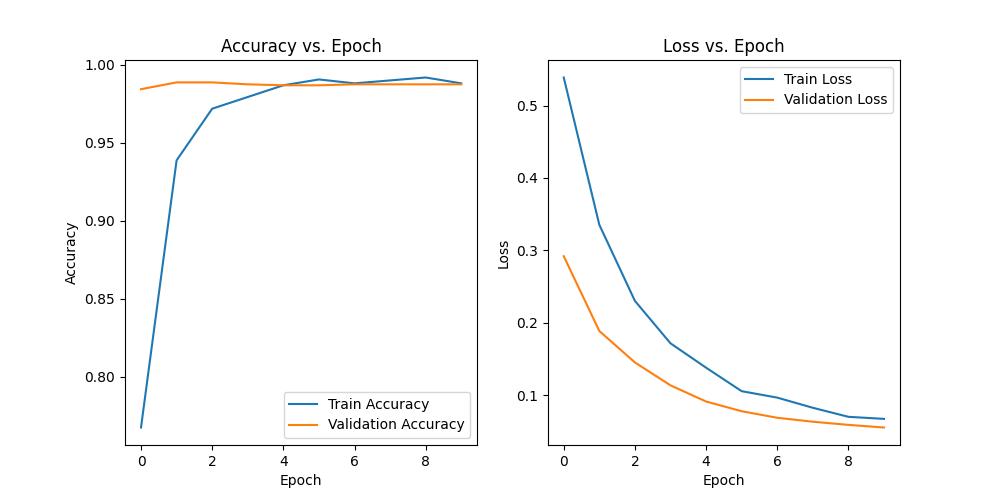 Accuracy vs. Epoch
1.00
0.95
0.90
0.85
0.80
Accuracy
Train Accuracy
Validation Accuracy
0 2 4 6 8
Epoch
Loss vs. Epoch
0.5
0.4
0.3
0.2
0.1
Loss
Train Loss
Validation Loss
0 2 4 6 8
Epoch